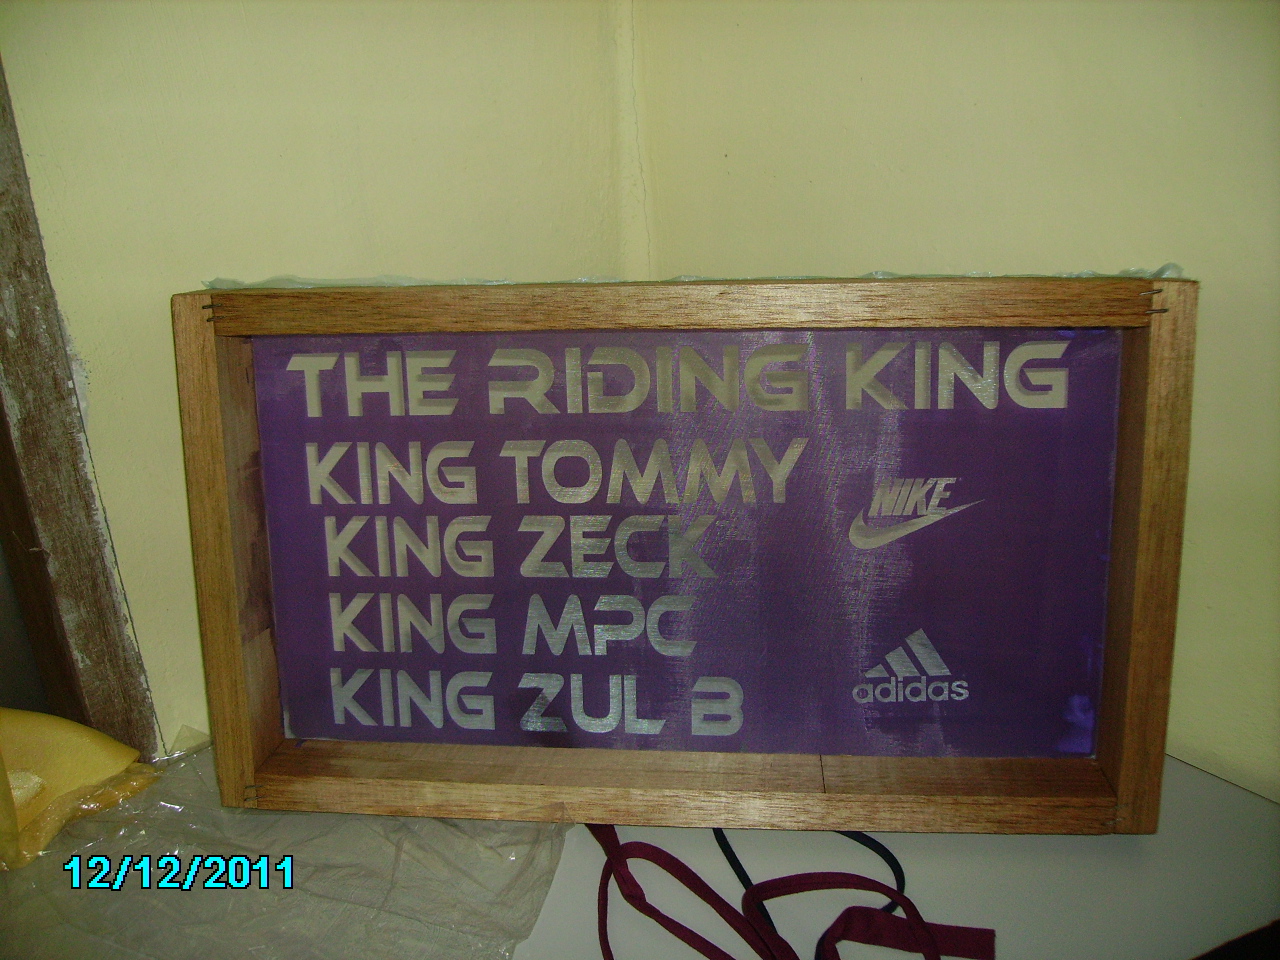 THE RIDING KING
KING TOMMY
KING ZECK
KING MPC
KING ZUL B
NIKE
adidas
12/12/2011